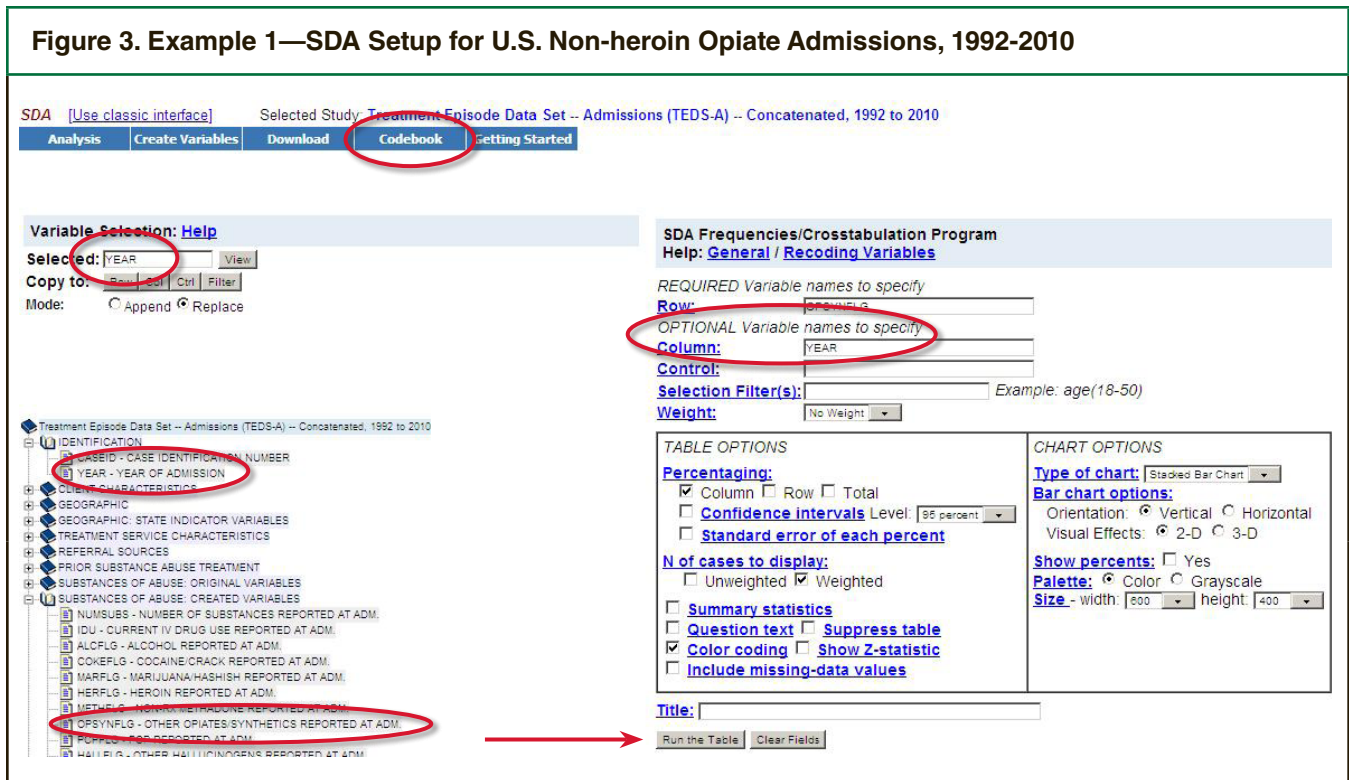 Figure 3. Example 1—SDA Setup for U.S. Non-heroin Opiate Admissions, 1992-2010
SDA [Use classic interface] Selected Study: Treatment Episode Data Set -- Admissions (TEDS-A) -- Concatenated, 1992 to 2010
Analysis Create Variables Download Codebook Getting Started
Variable Selection: Help
Selected: YEAR View
Copy to: Row Col Ctrl Filter
Mode: Append Replace
Treatment Episode Data Set -- Admissions (TEDS-A) -- Concatenated, 1992 to 2010
IDENTIFICATION
CASEID - CASE IDENTIFICATION NUMBER
YEAR - YEAR OF ADMISSION
CLIENT CHARACTERISTICS
GEOGRAPHIC
GEOGRAPHIC: STATE INDICATOR VARIABLES
TREATMENT SERVICE CHARACTERISTICS
REFERRAL SOURCES
PRIOR SUBSTANCE ABUSE TREATMENT
SUBSTANCES OF ABUSE: ORIGINAL VARIABLES
SUBSTANCES OF ABUSE: CREATED VARIABLES
NUMSUBS - NUMBER OF SUBSTANCES REPORTED AT ADM.
IDU - CURRENT IV DRUG USE REPORTED AT ADM.
ALCFLG - ALCOHOL REPORTED AT ADM.
COKEFLG - COCAINE/CRACK REPORTED AT ADM.
MARFLG - MARIJUANA/HASHISH REPORTED AT ADM.
HERFLG - HEROIN REPORTED AT ADM.
METHFLG - NON-RX METHADONE REPORTED AT ADM.
OPSYNFLG - OTHER OPIATES/SYNTHETICS REPORTED AT ADM.
PCPFLG - PCP REPORTED AT ADM.
HALLFLG - OTHER HALLUCINOGENS REPORTED AT ADM.
SDA Frequencies/Crosstabulation Program
Help: General / Recoding Variables
REQUIRED Variable names to specify
Row: OPSYNFLG
OPTIONAL Variable names to specify
Column: YEAR
Control:
Selection Filter(s): Example: age(18-50)
Weight: No Weight
TABLE OPTIONS
Percentaging:
Column Row Total
Confidence intervals Level: 95 percent
Standard error of each percent
N of cases to display:
Unweighted Weighted
Summary statistics
Question text Suppress table
Color coding Show Z-statistic
Include missing-data values
CHART OPTIONS
Type of chart: Stacked Bar Chart
Bar chart options:
Orientation: Vertical Horizontal
Visual Effects: 2-D 3-D
Show percents: Yes
Palette: Color Grayscale
Size - width: 600 height: 400
Title:
Run the Table Clear Fields